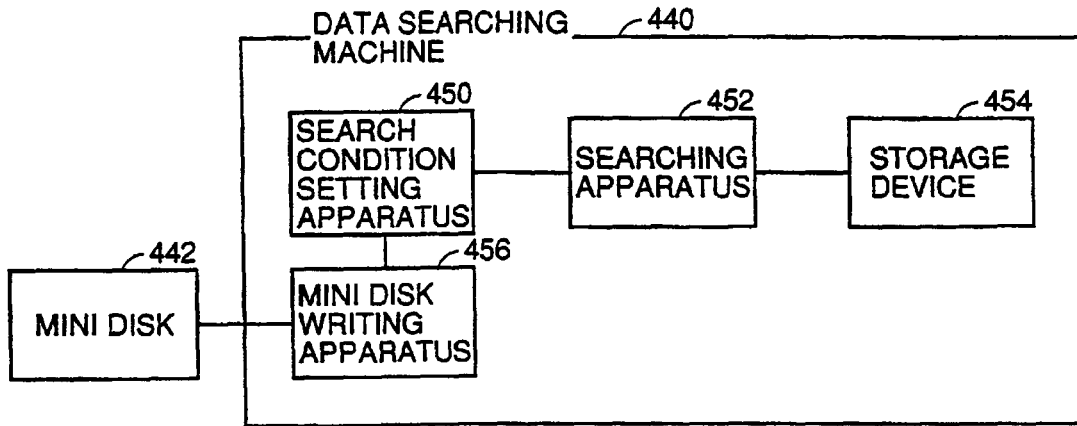 DATA SEARCHING
MACHINE
440
450
SEARCH
CONDITION
SETTING
APPARATUS
452
SEARCHING
APPARATUS
454
STORAGE
DEVICE
442
MINI DISK
456
MINI DISK
WRITING
APPARATUS